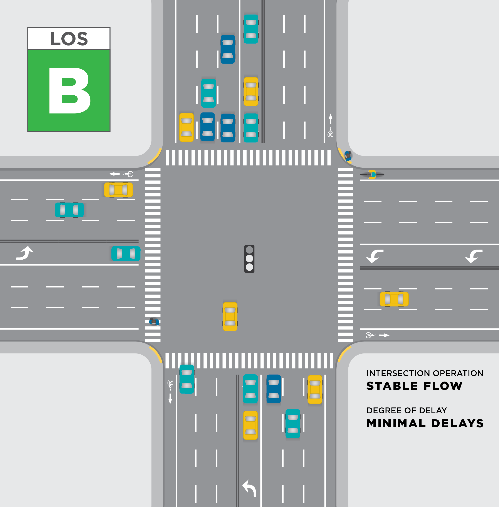 LOS
B
INTERSECTION OPERATION
STABLE FLOW
DEGREE OF DELAY
MINIMAL DELAYS